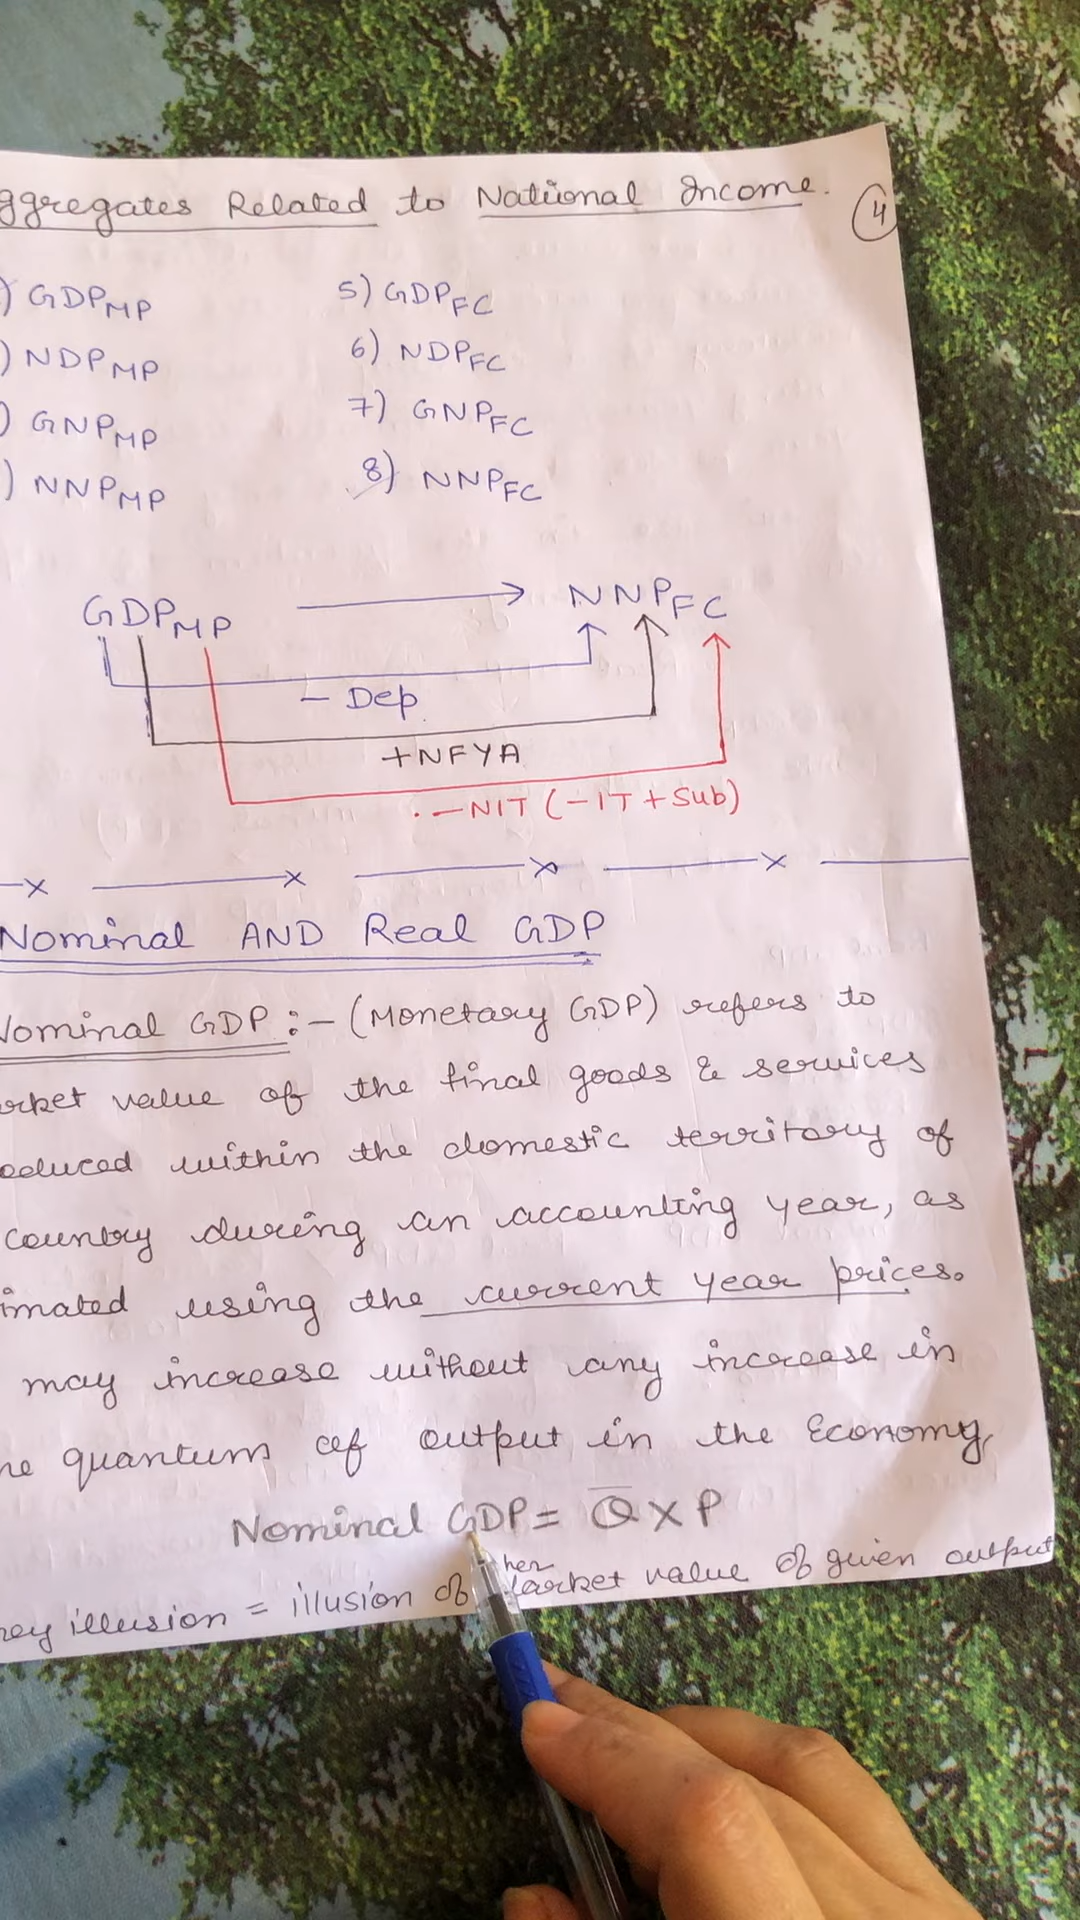 ggregates Related to National Income.
4
) GDPMP
5) GDPFC
) NDPMP
6) NDPFC
) GNPMP
7) GNPFC
) NNPMP
8) NNPFC
GDPMP → NNPFC
- Dep.
+NFYA
.-NIT (-IT + Sub)
Nominal AND Real GDP
Nominal GDP :- (Monetary GDP) refers to
rket value of the final goods & services
oduced within the domestic territory of
country during an accounting year, as
imated using the current year prices.
may increase without any increase in
he quantum of output in the Economy,
Nominal GDP = Q̅ X P
her
ney illusion = illusion of Market value of given output